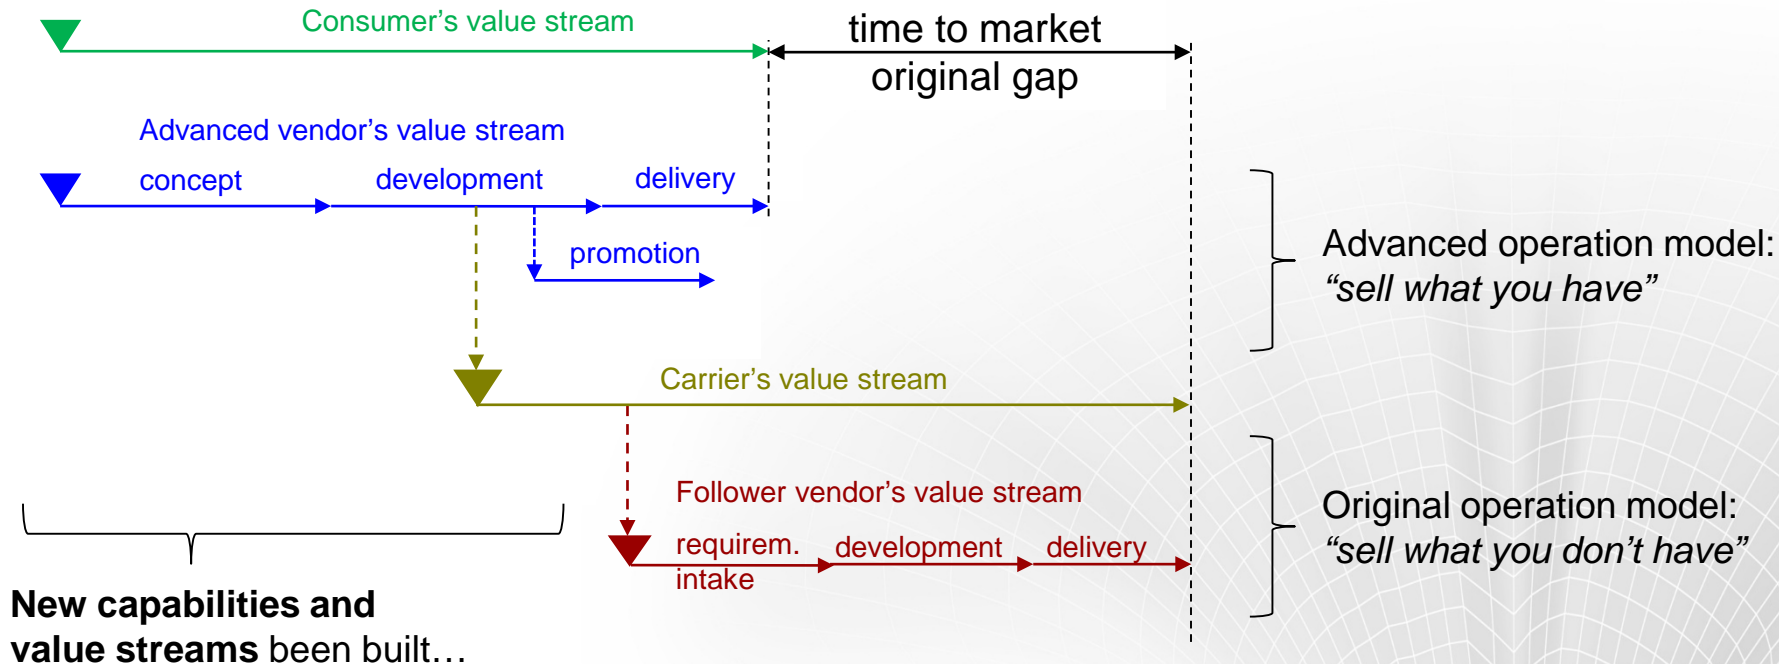 Consumer’s value stream
time to market
original gap
Advanced vendor’s value stream
concept
development
delivery
promotion
Advanced operation model:
“sell what you have”
Carrier’s value stream
Follower vendor’s value stream
requirem.
intake
development
delivery
Original operation model:
“sell what you don’t have”
New capabilities and
value streams been built…